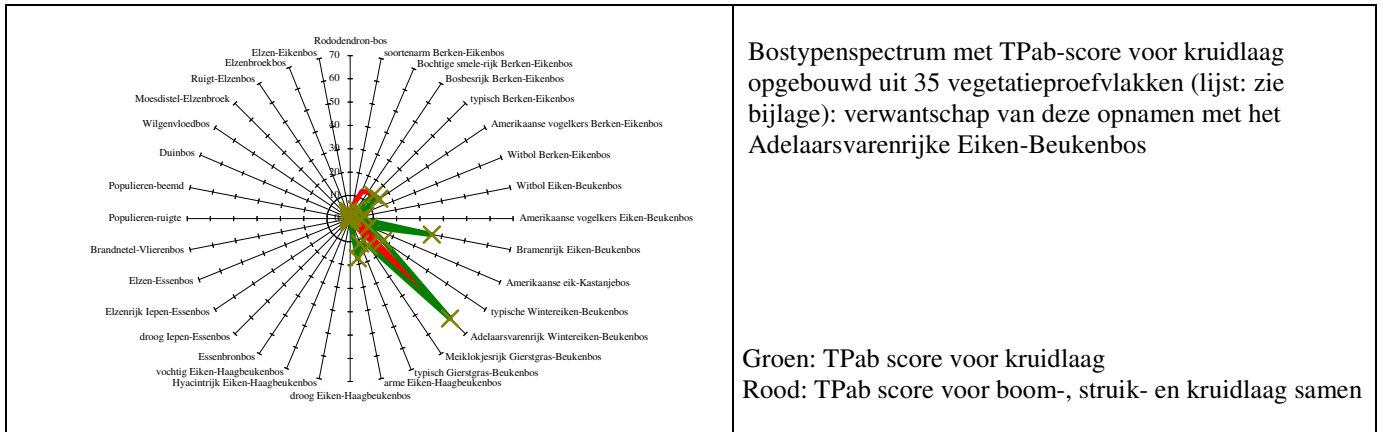 Rododendron-bos
soortenarm Berken-Eikenbos
Bochtige smele-rijk Berken-Eikenbos
Bosbesrijk Berken-Eikenbos
typisch Berken-Eikenbos
Amerikaanse vogelkers Berken-Eikenbos
Witbol Berken-Eikenbos
Witbol Eiken-Beukenbos
Amerikaanse vogelkers Eiken-Beukenbos
Bramenrijk Eiken-Beukenbos
Amerikaanse eik-Kastanjebos
typische Wintereiken-Beukenbos
Adelaarsvarenrijk Wintereiken-Beukenbos
Meiklokjesrijk Gierstgras-Beukenbos
typisch Gierstgras-Beukenbos
arme Eiken-Haagbeukenbos
droog Eiken-Haagbeukenbos
Hyacintrijk Eiken-Haagbeukenbos
vochtig Eiken-Haagbeukenbos
Essenbronbos
droog Iepen-Essenbos
Elzenrijk Iepen-Essenbos
Elzen-Essenbos
Brandnetel-Vlierenbos
Populieren-ruigte
Populieren-beemd
Duinbos
Wilgenvloedbos
Moesdistel-Elzenbroek
Ruigt-Elzenbos
Elzenbroekbos
Elzen-Eikenbos
70
60
50
40
30
20
10
Bostypenspectrum met TPab-score voor kruidlaag
opgebouwd uit 35 vegetatieproefvlakken (lijst: zie
bijlage): verwantschap van deze opnamen met het
Adelaarsvarenrijke Eiken-Beukenbos
Groen: TPab score voor kruidlaag
Rood: TPab score voor boom-, struik- en kruidlaag samen